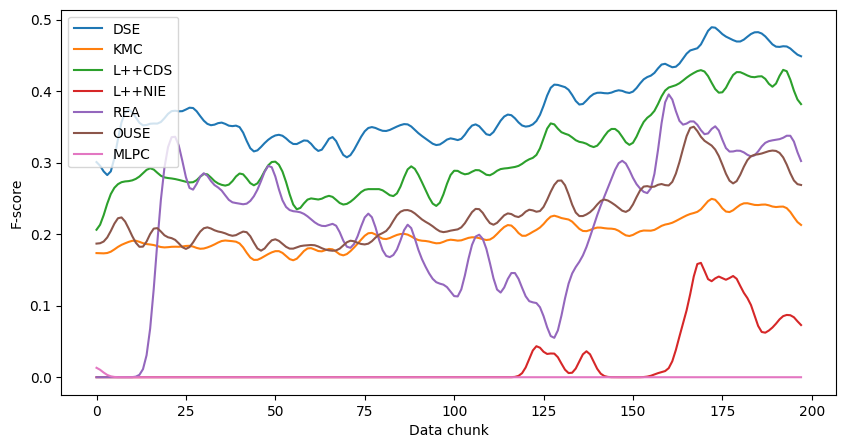 DSE
KMC
L++CDS
L++NIE
REA
OUSE
MLPC
0.5
0.4
0.3
0.2
0.1
0.0
F-score
0 25 50 75 100 125 150 175 200
Data chunk